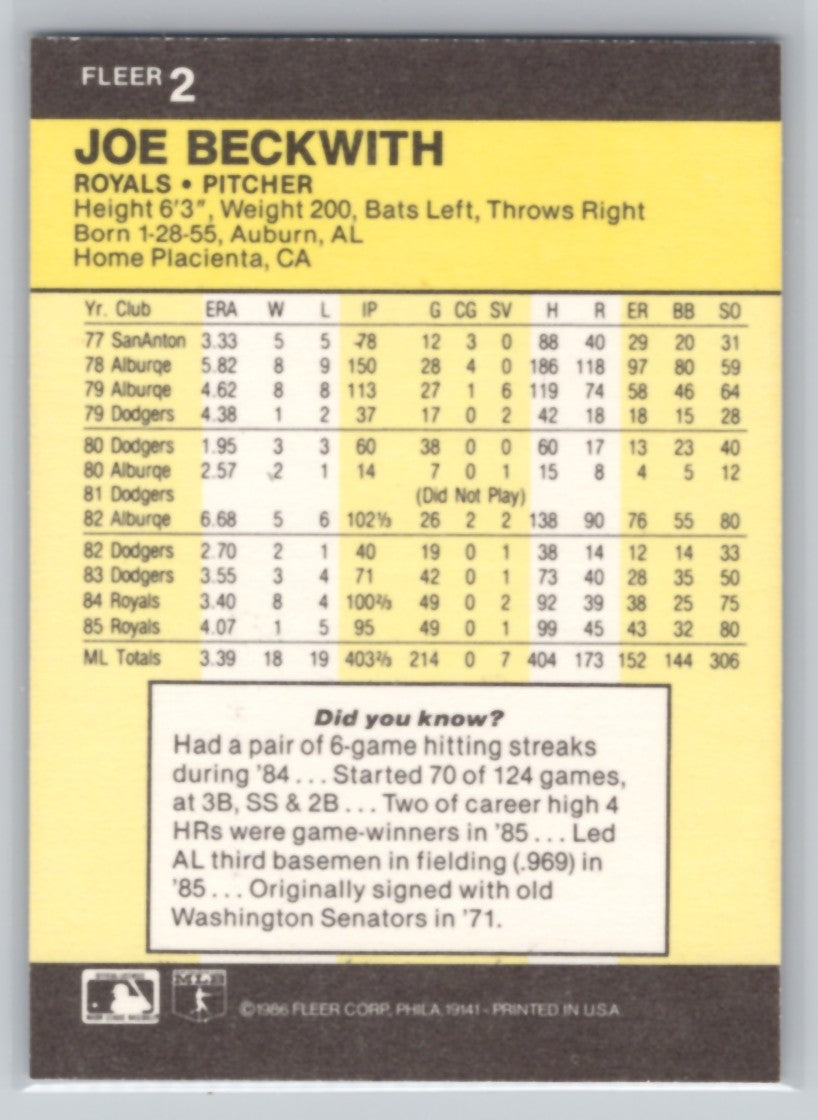 FLEER 2
JOE BECKWITH
ROYALS • PITCHER
Height 6'3", Weight 200, Bats Left, Throws Right
Born 1-28-55, Auburn, AL
Home Placienta, CA
Yr. Club ERA W L IP G CG SV H R ER BB SO
77 SanAnton 3.33 5 5 78 12 3 0 88 40 29 20 31
78 Alburqe 5.82 8 9 150 28 4 0 186 118 97 80 59
79 Alburqe 4.62 8 8 113 27 1 6 119 74 58 46 64
79 Dodgers 4.38 1 2 37 17 0 2 42 18 18 15 28
80 Dodgers 1.95 3 3 60 38 0 0 60 17 13 23 40
80 Alburqe 2.57 2 1 14 7 0 1 15 8 4 5 12
81 Dodgers (Did Not Play)
82 Alburqe 6.68 5 6 102⅓ 26 2 2 138 90 76 55 80
82 Dodgers 2.70 2 1 40 19 0 1 38 14 12 14 33
83 Dodgers 3.55 3 4 71 42 0 1 73 40 28 35 50
84 Royals 3.40 8 4 100⅔ 49 0 2 92 39 38 25 75
85 Royals 4.07 1 5 95 49 0 1 99 45 43 32 80
ML Totals 3.39 18 19 403⅔ 214 0 7 404 173 152 144 306
Did you know?
Had a pair of 6-game hitting streaks
during '84... Started 70 of 124 games,
at 3B, SS & 2B... Two of career high 4
HRs were game-winners in '85... Led
AL third basemen in fielding (.969) in
'85... Originally signed with old
Washington Senators in '71.
MLB
©1986 FLEER CORP. PHILA. 19141 - PRINTED IN U.S.A.